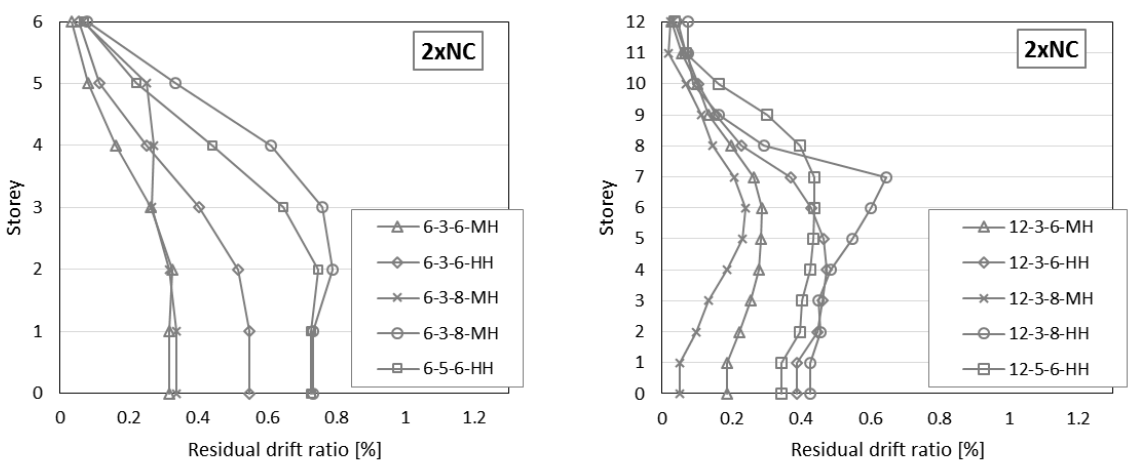 2xNC
6
5
4
3
2
1
0
Storey
6-3-6-MH
6-3-6-HH
6-3-8-MH
6-3-8-MH
6-5-6-HH
0
0.2
0.4
0.6
0.8
1
1.2
Residual drift ratio [%]
2xNC
12
11
10
9
8
7
6
5
4
3
2
1
0
Storey
12-3-6-MH
12-3-6-HH
12-3-8-MH
12-3-8-HH
12-5-6-HH
0
0.2
0.4
0.6
0.8
1
1.2
Residual drift ratio [%]